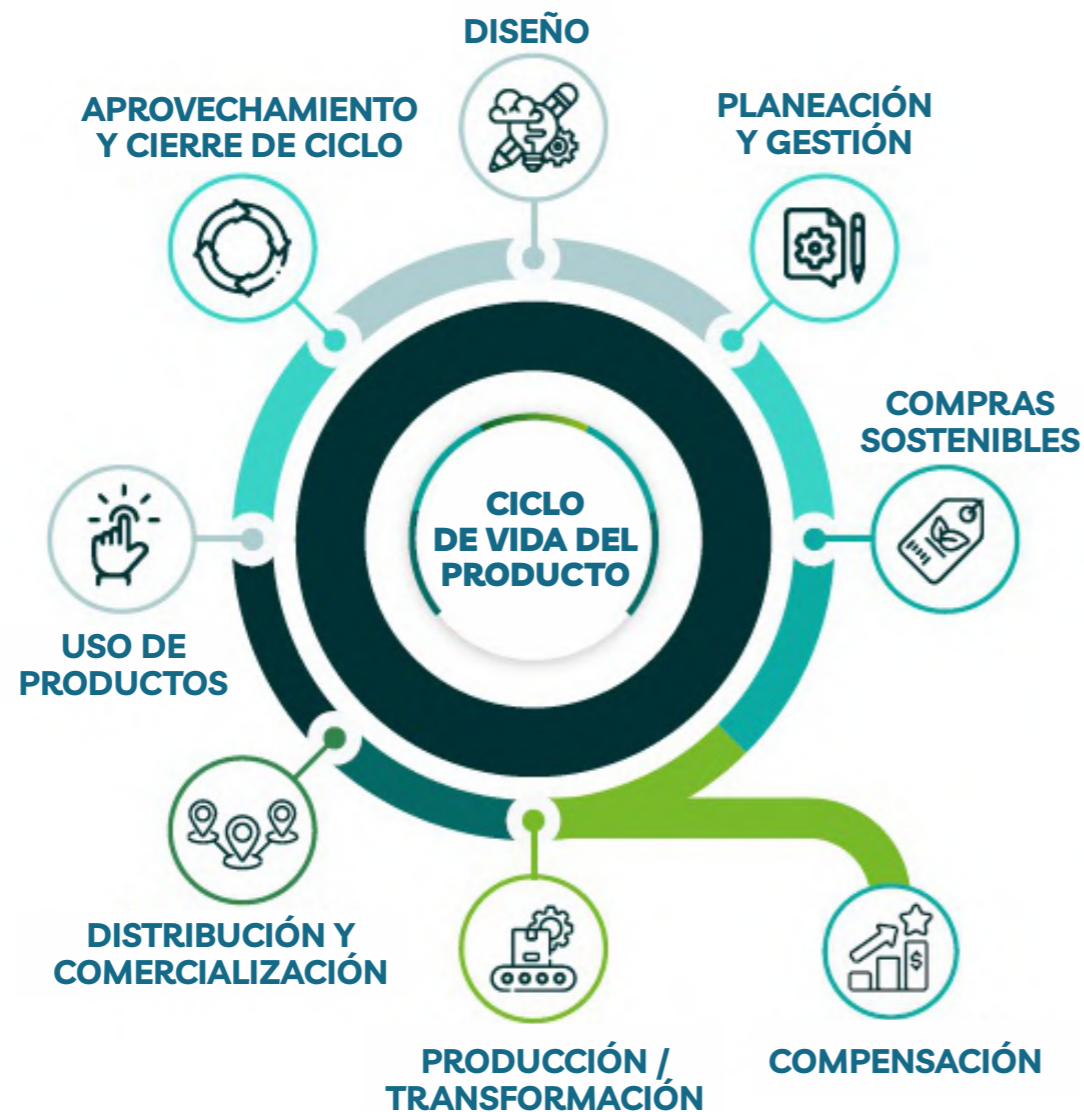 DISEÑO
APROVECHAMIENTO
Y CIERRE DE CICLO
PLANEACIÓN
Y GESTIÓN
COMPRAS
SOSTENIBLES
CICLO
DE VIDA DEL
PRODUCTO
USO DE
PRODUCTOS
DISTRIBUCIÓN Y
COMERCIALIZACIÓN
PRODUCCIÓN /
TRANSFORMACIÓN
$
COMPENSACIÓN